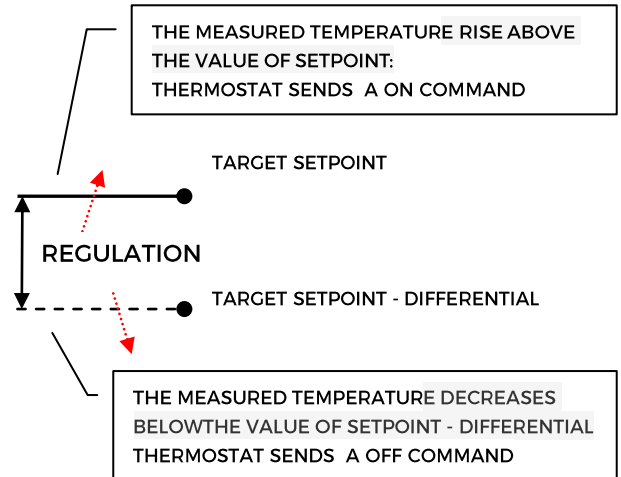 THE MEASURED TEMPERATURE RISE ABOVE
THE VALUE OF SETPOINT:
THERMOSTAT SENDS A ON COMMAND
TARGET SETPOINT
REGULATION
TARGET SETPOINT - DIFFERENTIAL
THE MEASURED TEMPERATURE DECREASES
BELOWTHE VALUE OF SETPOINT - DIFFERENTIAL
THERMOSTAT SENDS A OFF COMMAND